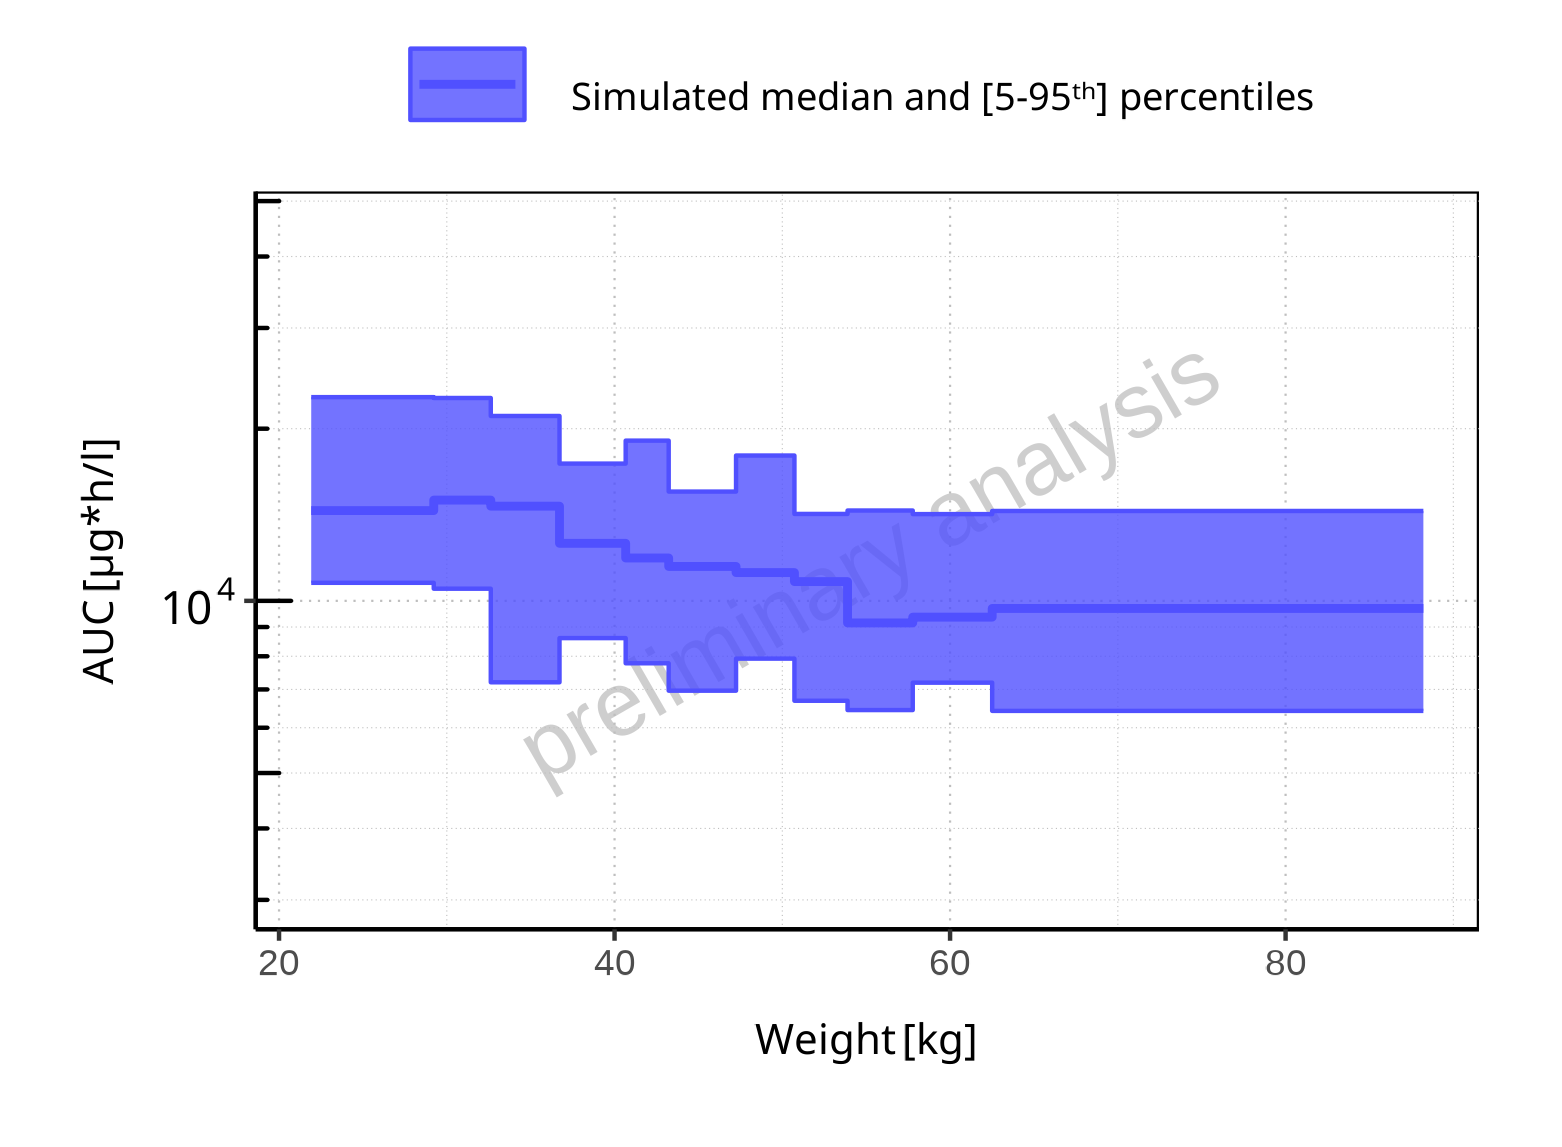 Simulated median and [5-95ᵗʰ] percentiles
AUC [µg*h/l]
10⁴
preliminary analysis
20 40 60 80
Weight [kg]